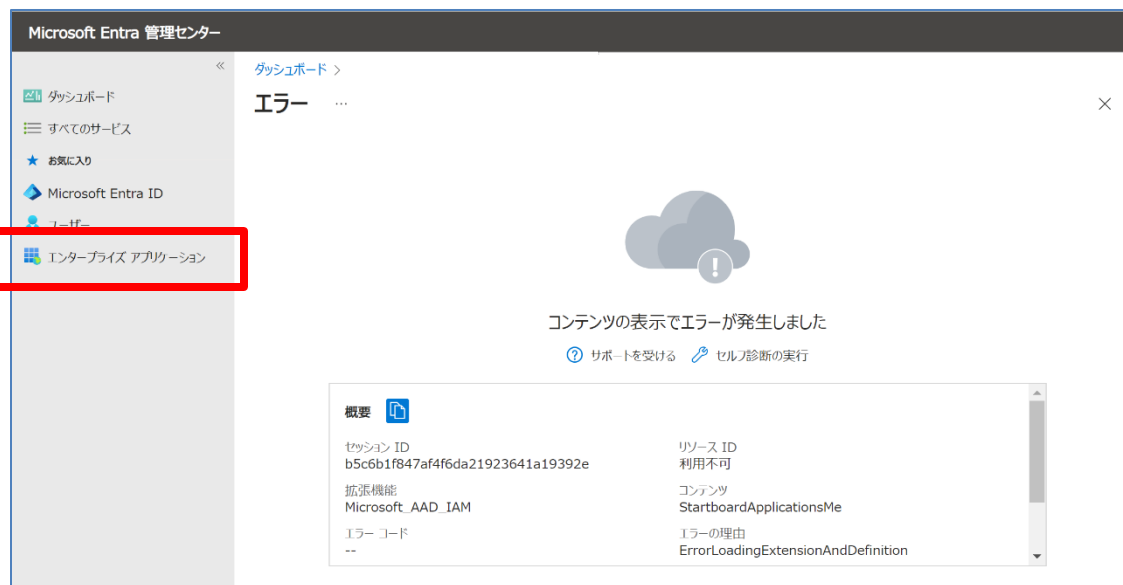 Microsoft Entra 管理センター
«
ダッシュボード >
エラー ...
ダッシュボード
すべてのサービス
お気に入り
Microsoft Entra ID
ユーザー
エンタープライズ アプリケーション
コンテンツの表示でエラーが発生しました
サポートを受ける セルフ診断の実行
概要
セッション ID
b5c6b1f847af4f6da21923641a19392e
リソース ID
利用不可
拡張機能
Microsoft_AAD_IAM
コンテンツ
StartboardApplicationsMe
エラー コード
--
エラーの理由
ErrorLoadingExtensionAndDefinition